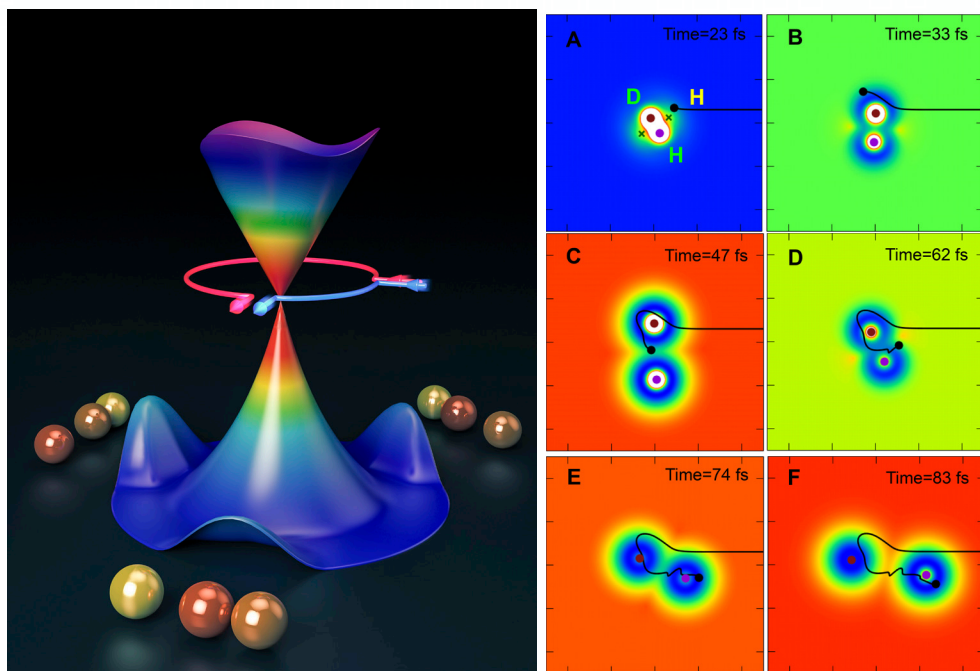 A Time=23 fs
D H
H
B Time=33 fs
C Time=47 fs
D Time=62 fs
E Time=74 fs
F Time=83 fs